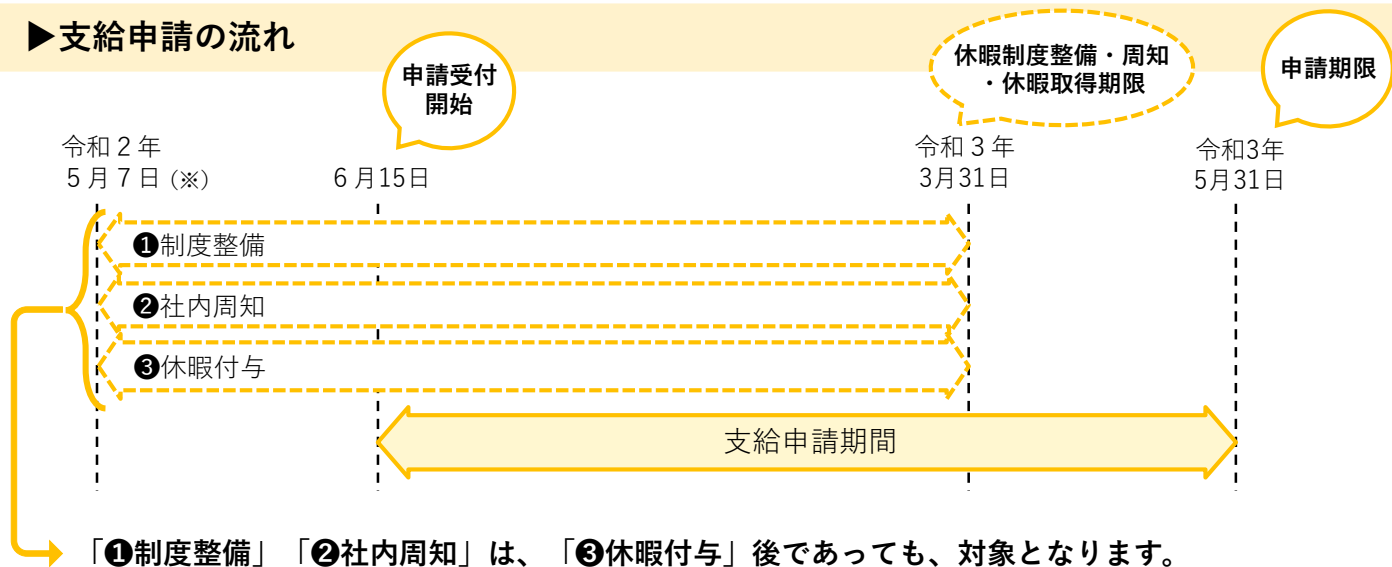 ▶支給申請の流れ
申請受付
開始
休暇制度整備・周知
・休暇取得期限
申請期限
令和２年
５月７日(※)
６月15日
令和３年
3月31日
令和3年
5月31日
❶制度整備
❷社内周知
❸休暇付与
支給申請期間
「❶制度整備」「❷社内周知」は、「❸休暇付与」後であっても、対象となります。